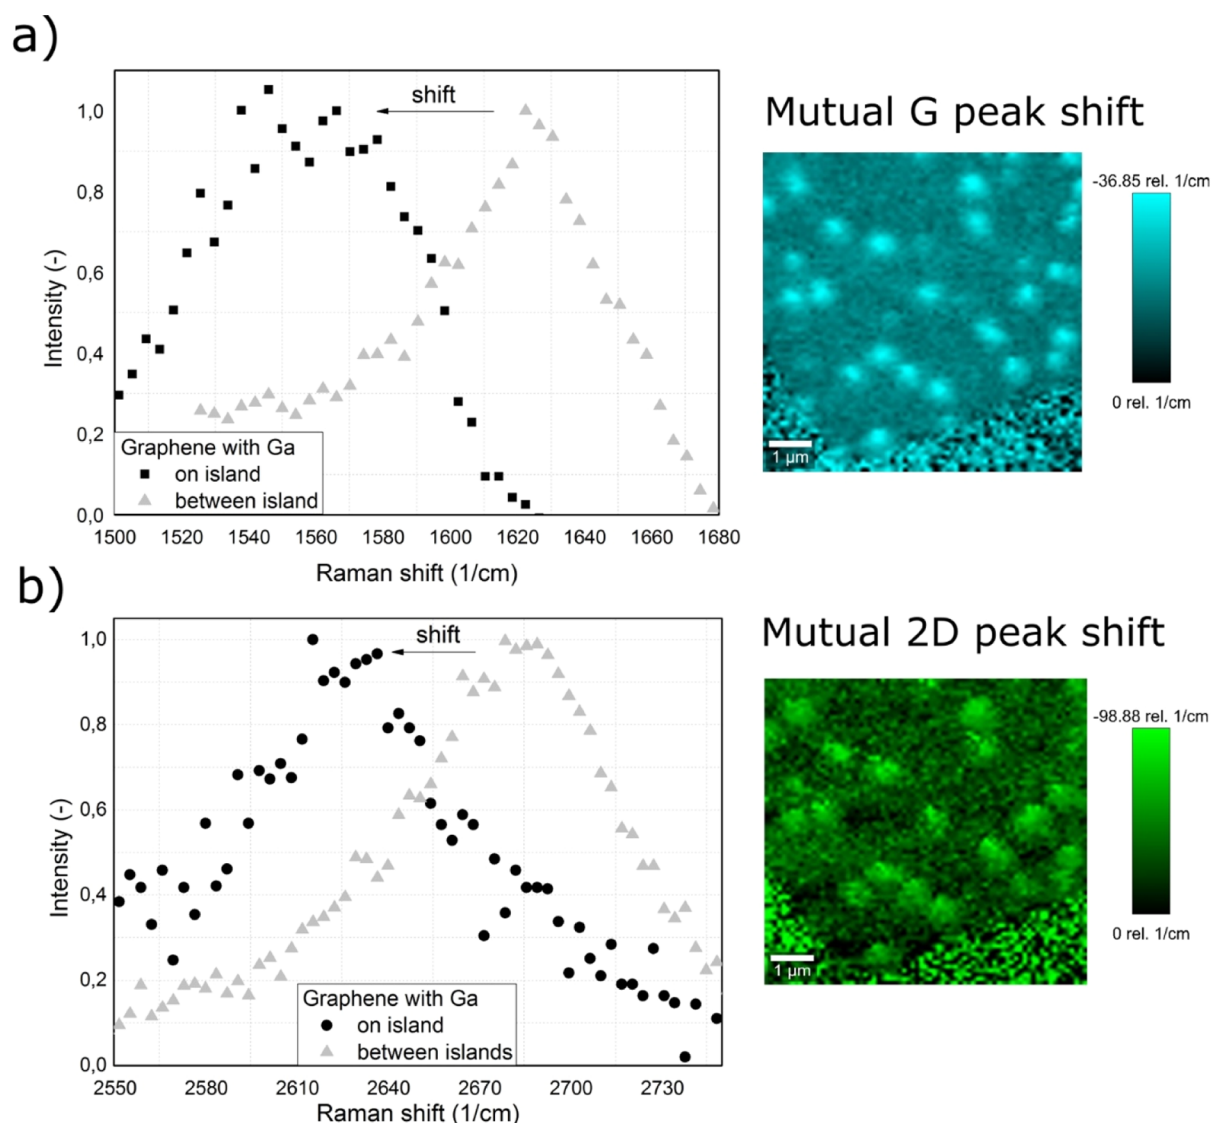 a)
1,0
0,8
0,6
0,4
0,2
0,0
Intensity (-)
shift
Graphene with Ga
on island
between island
1500 1520 1540 1560 1580 1600 1620 1640 1660 1680
Raman shift (1/cm)
Mutual G peak shift
-36.85 rel. 1/cm
0 rel. 1/cm
1 µm
b)
1,0
0,8
0,6
0,4
0,2
0,0
Intensity (-)
shift
Graphene with Ga
on island
between islands
2550 2580 2610 2640 2670 2700 2730
Raman shift (1/cm)
Mutual 2D peak shift
-98.88 rel. 1/cm
0 rel. 1/cm
1 µm